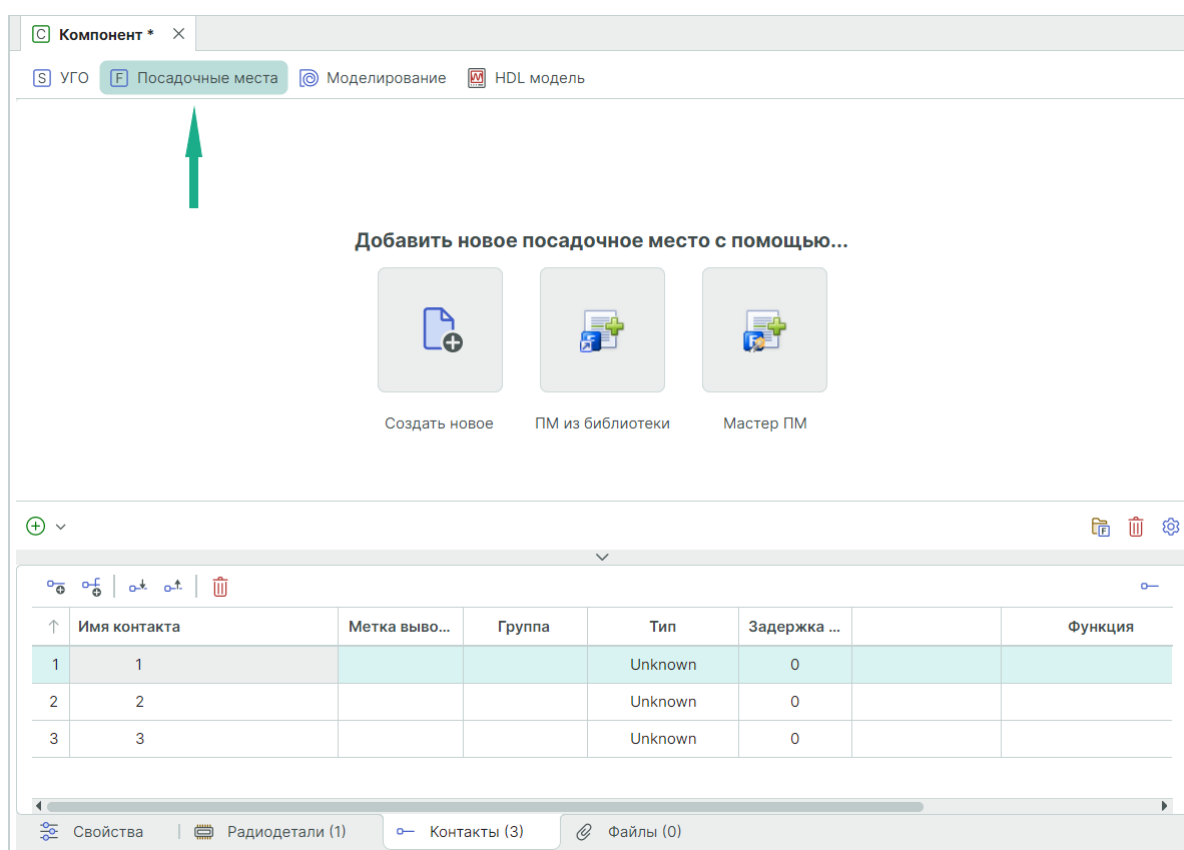 Компонент *
УГО Посадочные места Моделирование HDL модель
Добавить новое посадочное место с помощью...
Создать новое ПМ из библиотеки Мастер ПМ
Имя контакта Метка выво... Группа Тип Задержка ... Функция
1 1 Unknown 0
2 2 Unknown 0
3 3 Unknown 0
Свойства Радиодетали (1) Контакты (3) Файлы (0)